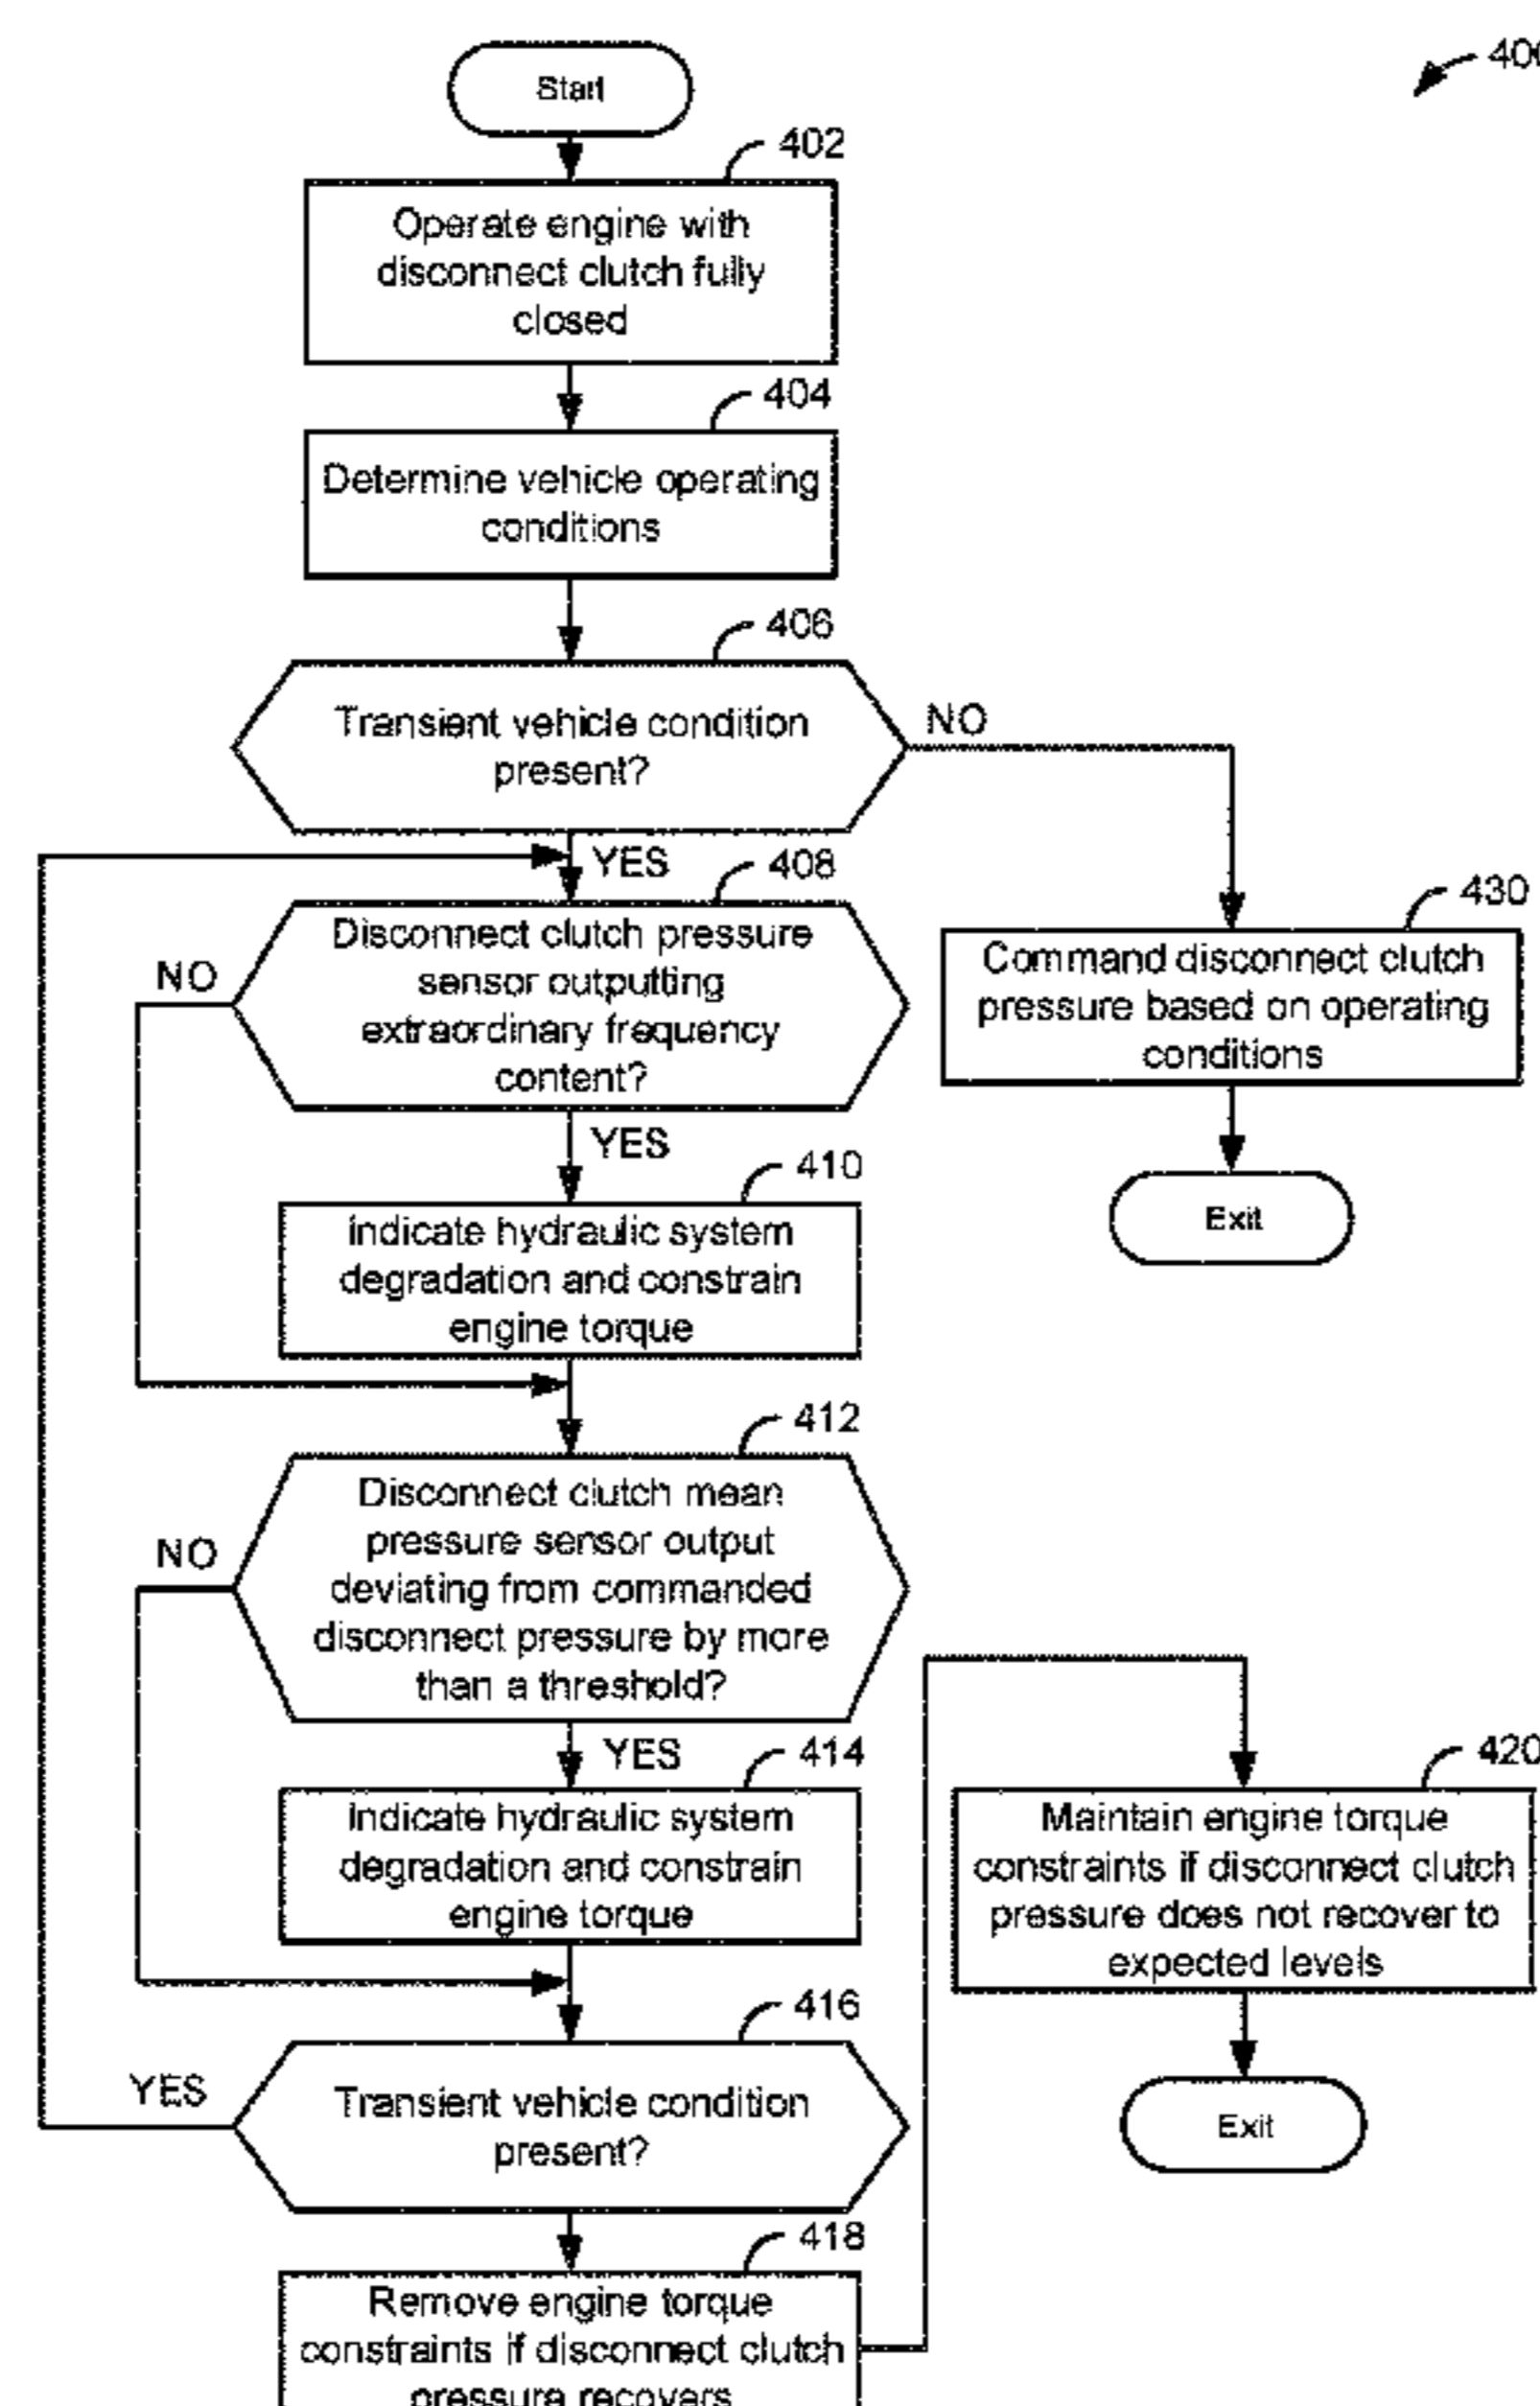 400
Start
402
Operate engine with
disconnect clutch fully
closed
404
Determine vehicle operating
conditions
406
Transient vehicle condition
present?
NO
YES
408
Disconnect clutch pressure
sensor outputting
extraordinary frequency
content?
NO
YES
430
Command disconnect clutch
pressure based on operating
conditions
Exit
410
Indicate hydraulic system
degradation and constrain
engine torque
412
Disconnect clutch mean
pressure sensor output
deviating from commanded
disconnect pressure by more
than a threshold?
NO
YES
414
Indicate hydraulic system
degradation and constrain
engine torque
416
Transient vehicle condition
present?
YES
418
Remove engine torque
constraints if disconnect clutch
pressure recovers
420
Maintain engine torque
constraints if disconnect clutch
pressure does not recover to
expected levels
Exit